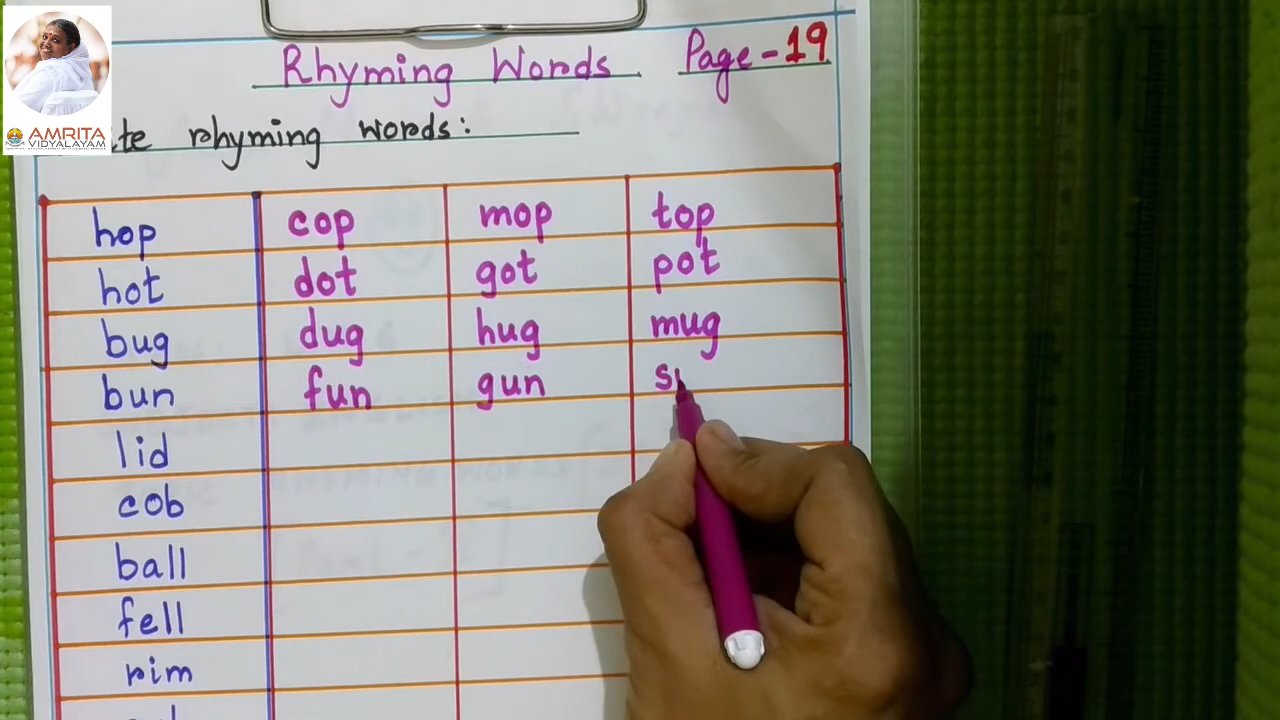 Rhyming Words Page-19
AMRITA
VIDYALAYAM
rhyming words:
hop cop mop top
hot dot got pot
bug dug hug mug
bun fun gun
lid
cob
ball
fell
rim